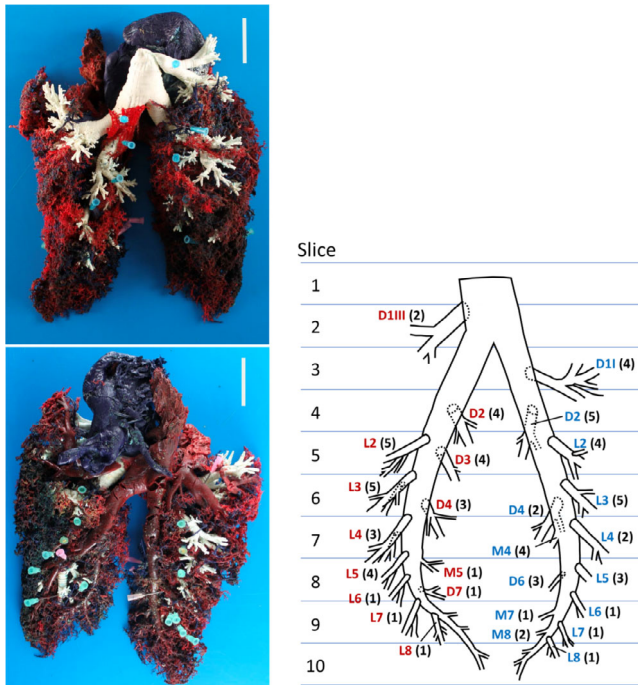 Slice
1
D1III (2)
2
3
D1I (4)
4
D2 (4)
D2 (5)
L2 (5)
5
D3 (4)
L2 (4)
L3 (5)
6
D4 (3)
D4 (2)
L3 (5)
L4 (3)
7
M4 (4)
L4 (2)
L5 (4)
8
M5 (1)
D7 (1)
D6 (3)
L5 (3)
L6 (1)
L7 (1)
9
M7 (1)
M8 (2)
L6 (1)
L7 (1)
L8 (1)
L8 (1)
10